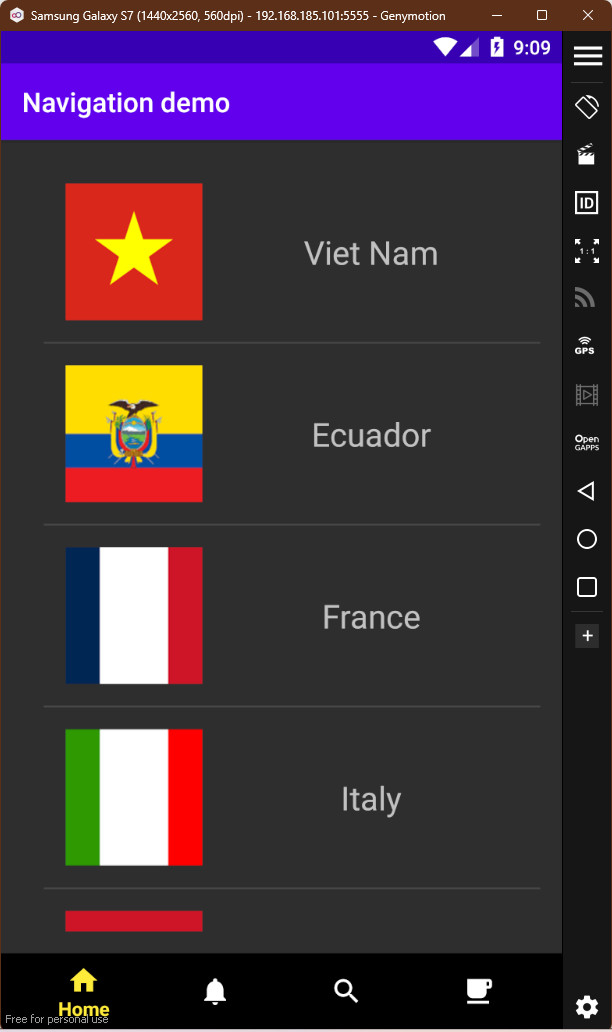 Samsung Galaxy S7 (1440x2560, 560dpi) - 192.168.185.101:5555 - Genymotion
9:09
Navigation demo
ID
1 : 1
Viet Nam
GPS
Ecuador
Open
GAPPS
France
Italy
Home
Free for personal use